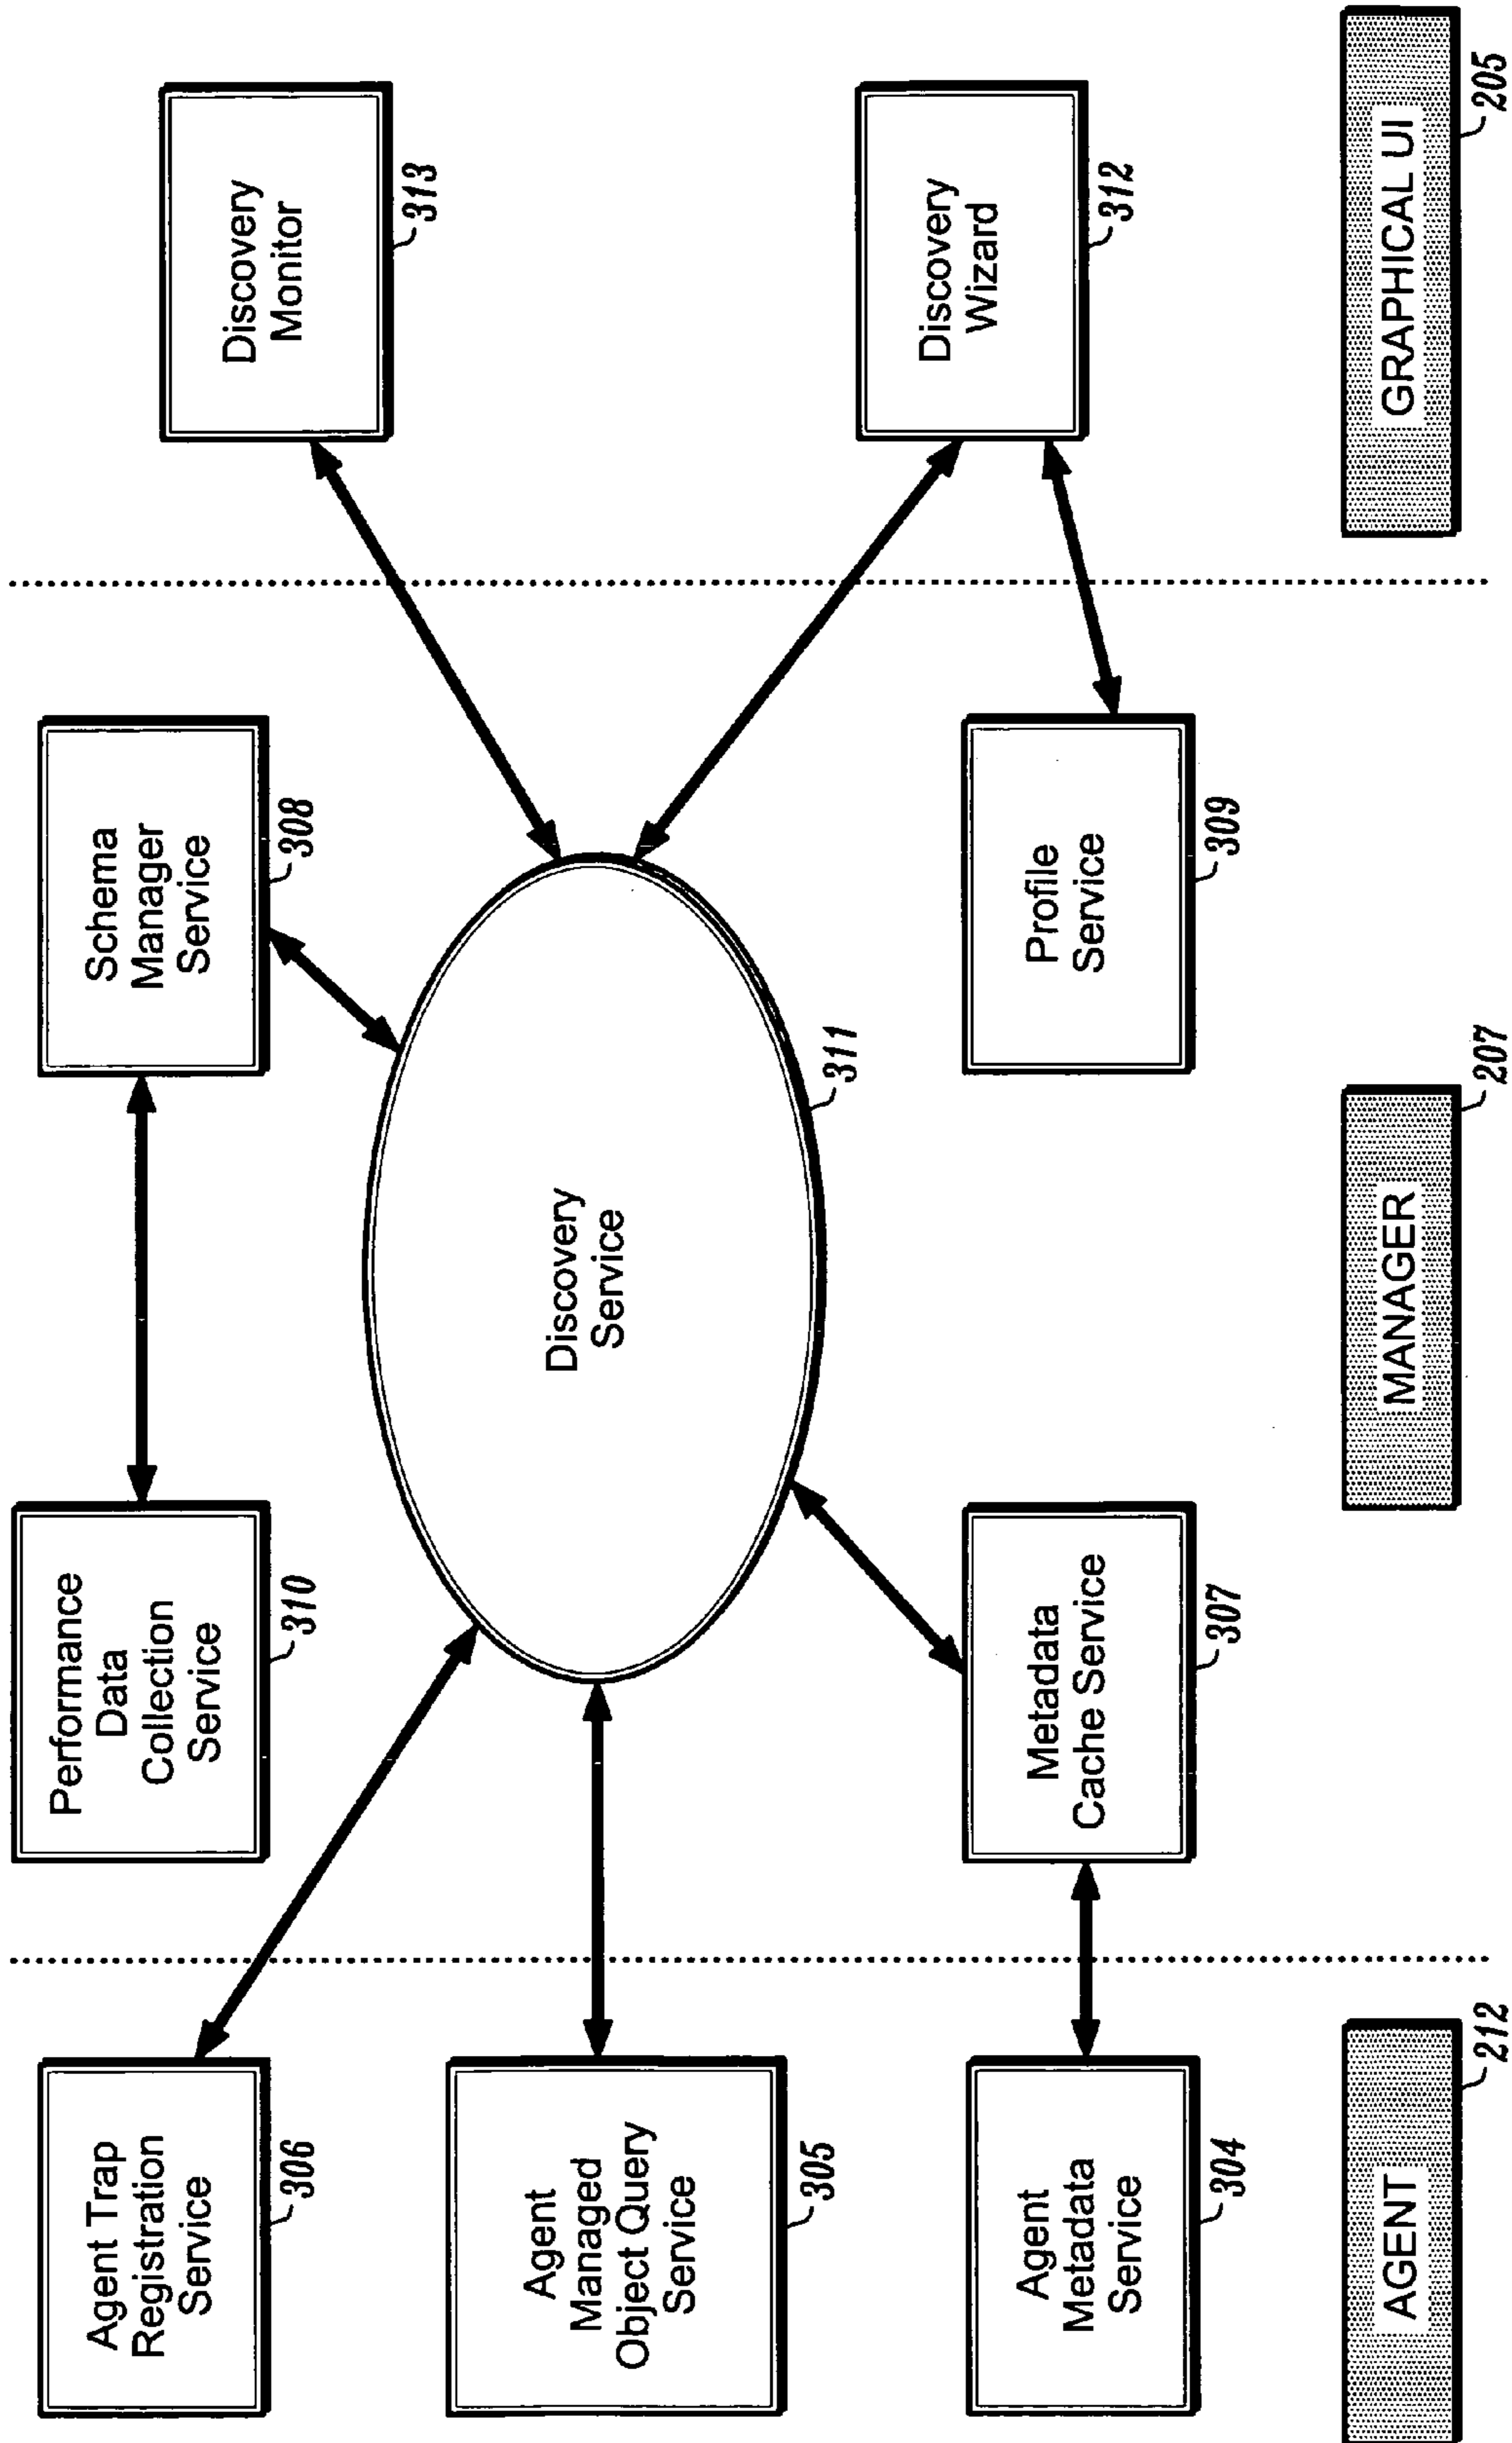 Agent Trap
Registration
Service
306
Performance
Data
Collection
Service
310
Schema
Manager
Service
308
Discovery
Monitor
313
Agent
Managed
Object Query
Service
305
Discovery
Service
311
Agent
Metadata
Service
304
Metadata
Cache Service
307
Profile
Service
309
Discovery
Wizard
312
AGENT
212
MANAGER
207
GRAPHICAL UI
205